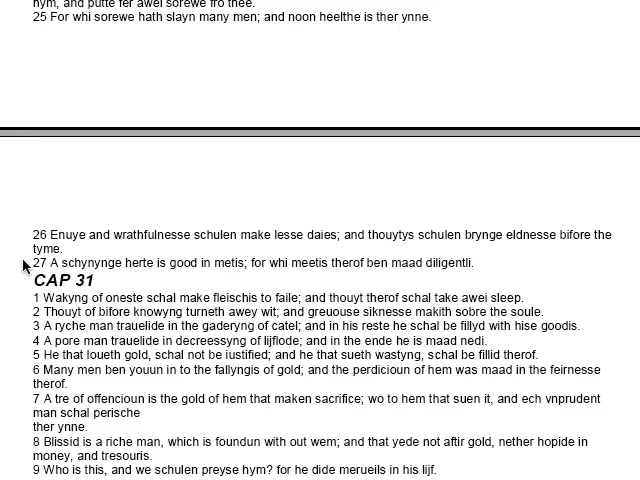 hym, and putte fer awei sorewe fro thee.
25 For whi sorewe hath slayn many men; and noon heelthe is ther ynne.
26 Enuye and wrathfulnesse schulen make lesse daies; and thouytys schulen brynge eldnesse bifore the
tyme.
27 A schynynge herte is good in metis; for whi meetis therof ben maad diligentli.
CAP 31
1 Wakyng of oneste schal make fleischis to faile; and thouyt therof schal take awei sleep.
2 Thouyt of bifore knowyng turneth awey wit; and greuouse siknesse makith sobre the soule.
3 A ryche man trauelide in the gaderyng of catel; and in his reste he schal be fillyd with hise goodis.
4 A pore man trauelide in decreessyng of lijflode; and in the ende he is maad nedi.
5 He that loueth gold, schal not be iustified; and he that sueth wastyng, schal be fillid therof.
6 Many men ben youun in to the fallyngis of gold; and the perdicioun of hem was maad in the feirnesse
therof.
7 A tre of offencioun is the gold of hem that maken sacrifice; wo to hem that suen it, and ech vnprudent
man schal perische
ther ynne.
8 Blissid is a riche man, which is foundun with out wem; and that yede not aftir gold, nether hopide in
money, and tresouris.
9 Who is this, and we schulen preyse hym? for he dide merueils in his lijf.